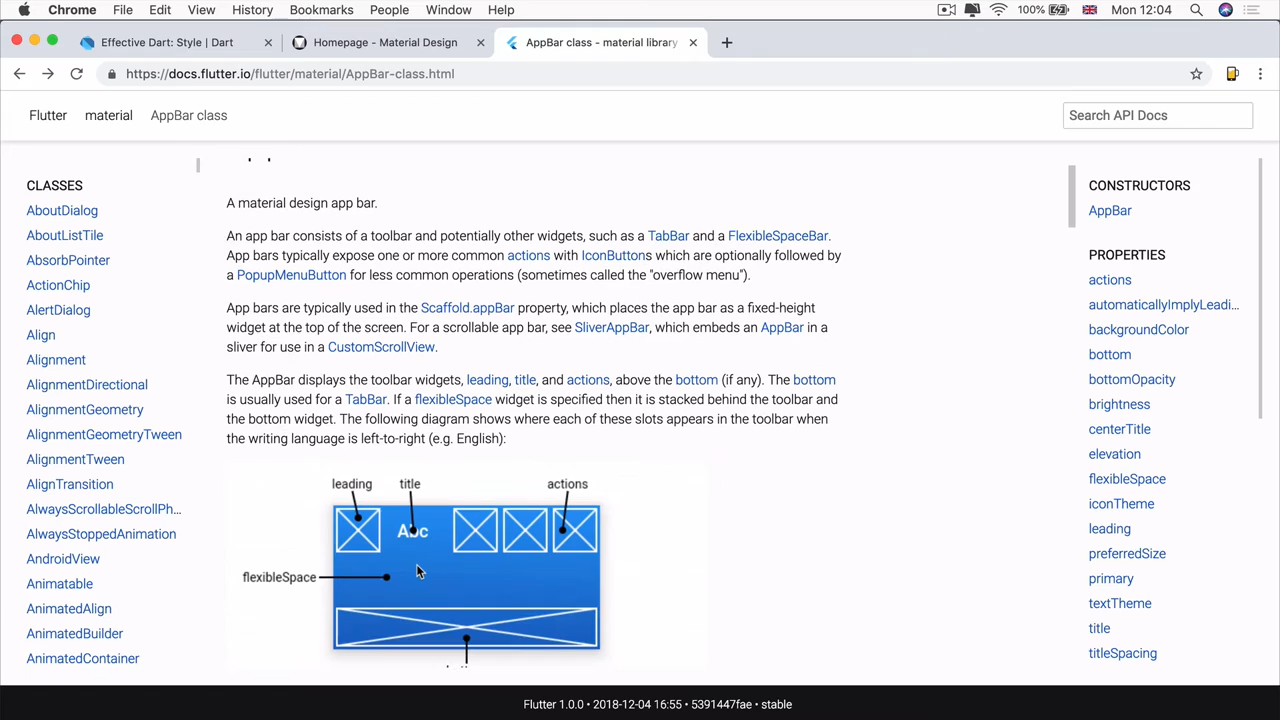 Chrome File Edit View History Bookmarks People Window Help 100% Mon 12:04
Effective Dart: Style | Dart Homepage - Material Design AppBar class - material library
https://docs.flutter.io/flutter/material/AppBar-class.html
Flutter material AppBar class Search API Docs
CLASSES
AboutDialog
AboutListTile
AbsorbPointer
ActionChip
AlertDialog
Align
Alignment
AlignmentDirectional
AlignmentGeometry
AlignmentGeometryTween
AlignmentTween
AlignTransition
AlwaysScrollableScrollPh...
AlwaysStoppedAnimation
AndroidView
Animatable
AnimatedAlign
AnimatedBuilder
AnimatedContainer
A material design app bar.
An app bar consists of a toolbar and potentially other widgets, such as a TabBar and a FlexibleSpaceBar.
App bars typically expose one or more common actions with IconButtons which are optionally followed by
a PopupMenuButton for less common operations (sometimes called the "overflow menu").
App bars are typically used in the Scaffold.appBar property, which places the app bar as a fixed-height
widget at the top of the screen. For a scrollable app bar, see SliverAppBar, which embeds an AppBar in a
sliver for use in a CustomScrollView.
The AppBar displays the toolbar widgets, leading, title, and actions, above the bottom (if any). The bottom
is usually used for a TabBar. If a flexibleSpace widget is specified then it is stacked behind the toolbar and
the bottom widget. The following diagram shows where each of these slots appears in the toolbar when
the writing language is left-to-right (e.g. English):
leading title actions
Abc
flexibleSpace
CONSTRUCTORS
AppBar
PROPERTIES
actions
automaticallyImplyLeadi...
backgroundColor
bottom
bottomOpacity
brightness
centerTitle
elevation
flexibleSpace
iconTheme
leading
preferredSize
primary
textTheme
title
titleSpacing
Flutter 1.0.0 • 2018-12-04 16:55 • 5391447fae • stable